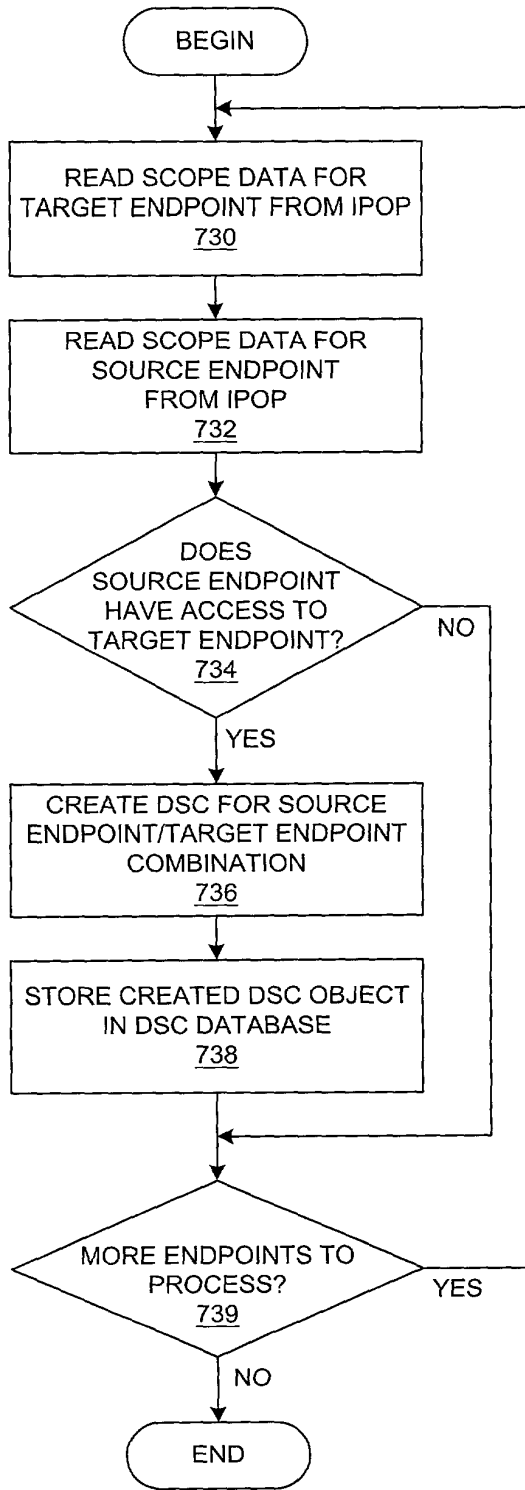 BEGIN
READ SCOPE DATA FOR
TARGET ENDPOINT FROM IPOP
730
READ SCOPE DATA FOR
SOURCE ENDPOINT
FROM IPOP
732
DOES
SOURCE ENDPOINT
HAVE ACCESS TO
TARGET ENDPOINT?
734
NO
YES
CREATE DSC FOR SOURCE
ENDPOINT/TARGET ENDPOINT
COMBINATION
736
STORE CREATED DSC OBJECT
IN DSC DATABASE
738
MORE ENDPOINTS TO
PROCESS?
739
YES
NO
END